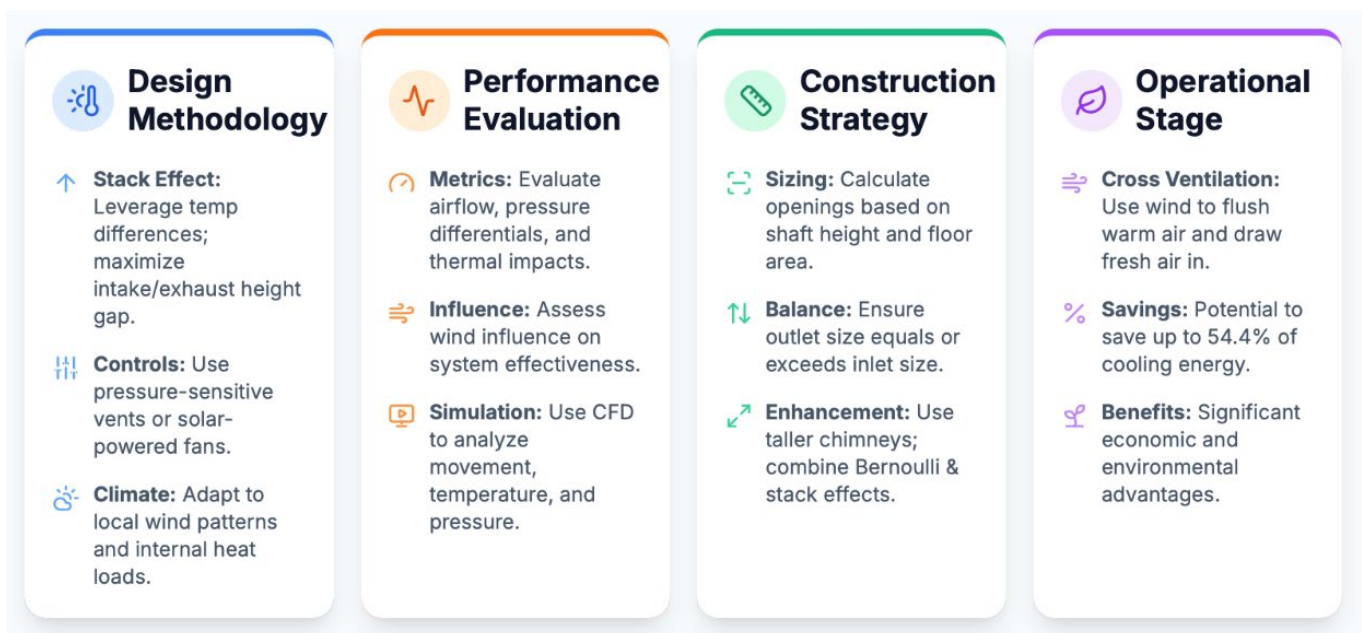 Design
Methodology
Stack Effect:
Leverage temp
differences;
maximize
intake/exhaust height
gap.
Controls: Use
pressure-sensitive
vents or solar-
powered fans.
Climate: Adapt to
local wind patterns
and internal heat
loads.
Performance
Evaluation
Metrics: Evaluate
airflow, pressure
differentials, and
thermal impacts.
Influence: Assess
wind influence on
system effectiveness.
Simulation: Use CFD
to analyze
movement,
temperature, and
pressure.
Construction
Strategy
Sizing: Calculate
openings based on
shaft height and floor
area.
Balance: Ensure
outlet size equals or
exceeds inlet size.
Enhancement: Use
taller chimneys;
combine Bernoulli &
stack effects.
Operational
Stage
Cross Ventilation:
Use wind to flush
warm air and draw
fresh air in.
Savings: Potential to
save up to 54.4% of
cooling energy.
Benefits: Significant
economic and
environmental
advantages.